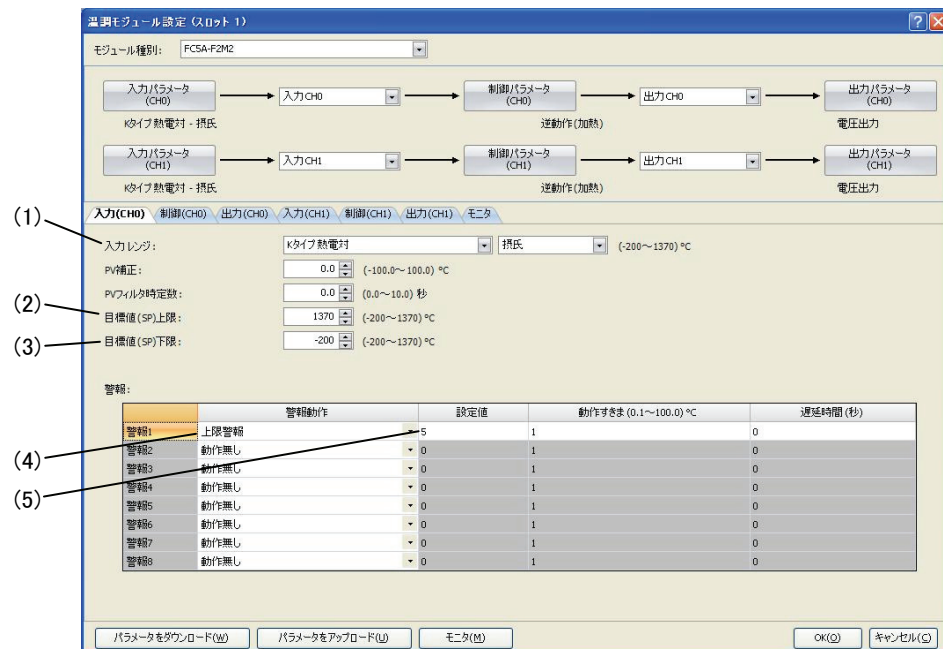 温調モジュール設定 (スロット 1)
モジュール種別: FC5A-F2M2
入力パラメータ (CH0) 入力CH0 制御パラメータ (CH0) 出力CH0 出力パラメータ (CH0)
Kタイプ熱電対 - 摂氏 逆動作(加熱) 電圧出力
入力パラメータ (CH1) 入力CH1 制御パラメータ (CH1) 出力CH1 出力パラメータ (CH1)
Kタイプ熱電対 - 摂氏 逆動作(加熱) 電圧出力
入力(CH0) 制御(CH0) 出力(CH0) 入力(CH1) 制御(CH1) 出力(CH1) モニタ
(1) 入力レンジ: Kタイプ熱電対 摂氏 (-200~1370) °C
PV補正: 0.0 (-100.0~100.0) °C
PVフィルタ時定数: 0.0 (0.0~10.0) 秒
(2) 目標値(SP)上限: 1370 (-200~1370) °C
(3) 目標値(SP)下限: -200 (-200~1370) °C
警報:
警報動作 設定値 動作すきま (0.1~100.0) °C 遅延時間 (秒)
(4) 警報1 上限警報 5 1 0
(5) 警報2 動作無し 0 1 0
警報3 動作無し 0 1 0
警報4 動作無し 0 1 0
警報5 動作無し 0 1 0
警報6 動作無し 0 1 0
警報7 動作無し 0 1 0
警報8 動作無し 0 1 0
パラメータをダウンロード(W) パラメータをアップロード(U) モニタ(M) OK(O) キャンセル(C)